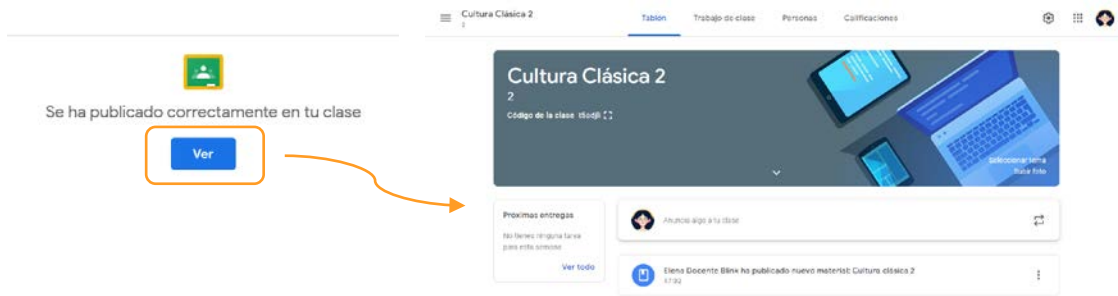 Se ha publicado correctamente en tu clase
Ver
Cultura Clásica 2
2
Tablón
Trabajo de clase
Personas
Calificaciones
Cultura Clásica 2
2
Código de la clase
Seleccionar tema
Subir foto
Próximas entregas
No tienes ninguna tarea
para esta semana
Ver todo
Anuncia algo a tu clase
Elena Docente Blink ha publicado nuevo material: Cultura clásica 2